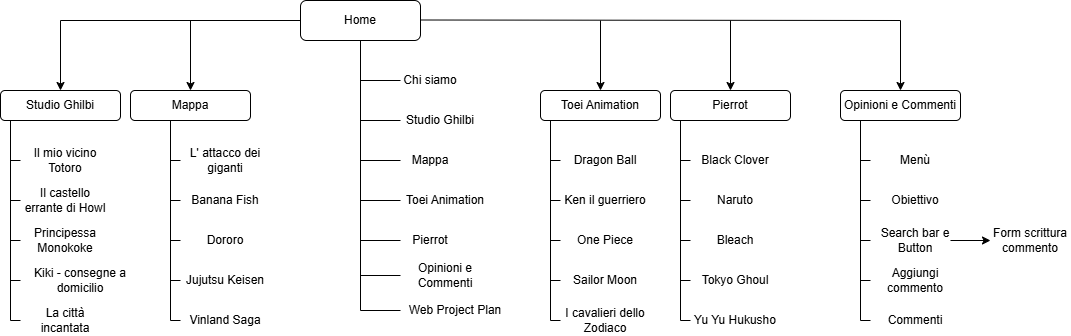 Home
Studio Ghilbi
Il mio vicino
Totoro
Il castello
errante di Howl
Principessa
Monokoke
Kiki - consegne a
domicilio
La città
incantata
Mappa
L' attacco dei
giganti
Banana Fish
Dororo
Jujutsu Keisen
Vinland Saga
Chi siamo
Studio Ghilbi
Mappa
Toei Animation
Pierrot
Opinioni e
Commenti
Web Project Plan
Toei Animation
Dragon Ball
Ken il guerriero
One Piece
Sailor Moon
I cavalieri dello
Zodiaco
Pierrot
Black Clover
Naruto
Bleach
Tokyo Ghoul
Yu Yu Hukusho
Opinioni e Commenti
Menù
Obiettivo
Search bar e
Button
Form scrittura
commento
Aggiungi
commento
Commenti